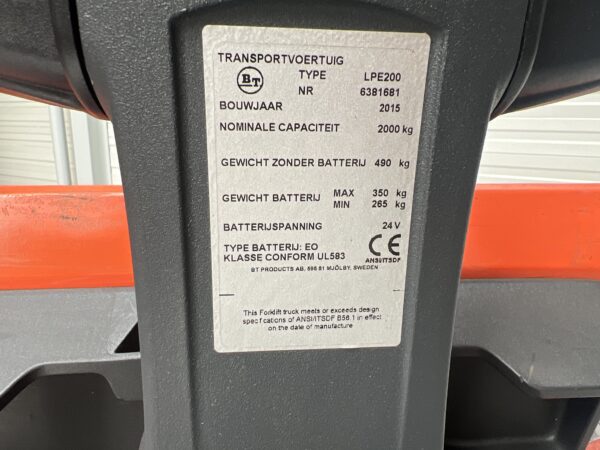 TRANSPORTVOERTUIG
BT TYPE LPE200
NR 6381681
BOUWJAAR 2015
NOMINALE CAPACITEIT 2000 kg
GEWICHT ZONDER BATTERIJ 490 kg
GEWICHT BATTERIJ MAX 350 kg
MIN 265 kg
BATTERIJSPANNING 24 V
TYPE BATTERIJ: EO
KLASSE CONFORM UL583 CE
ANSI/ITSDF
BT PRODUCTS AB, 595 81 MJÖLBY, SWEDEN
This Forklift truck meets or exceeds design
specifications of ANSI/ITSDF B56.1 in effect
on the date of manufacture